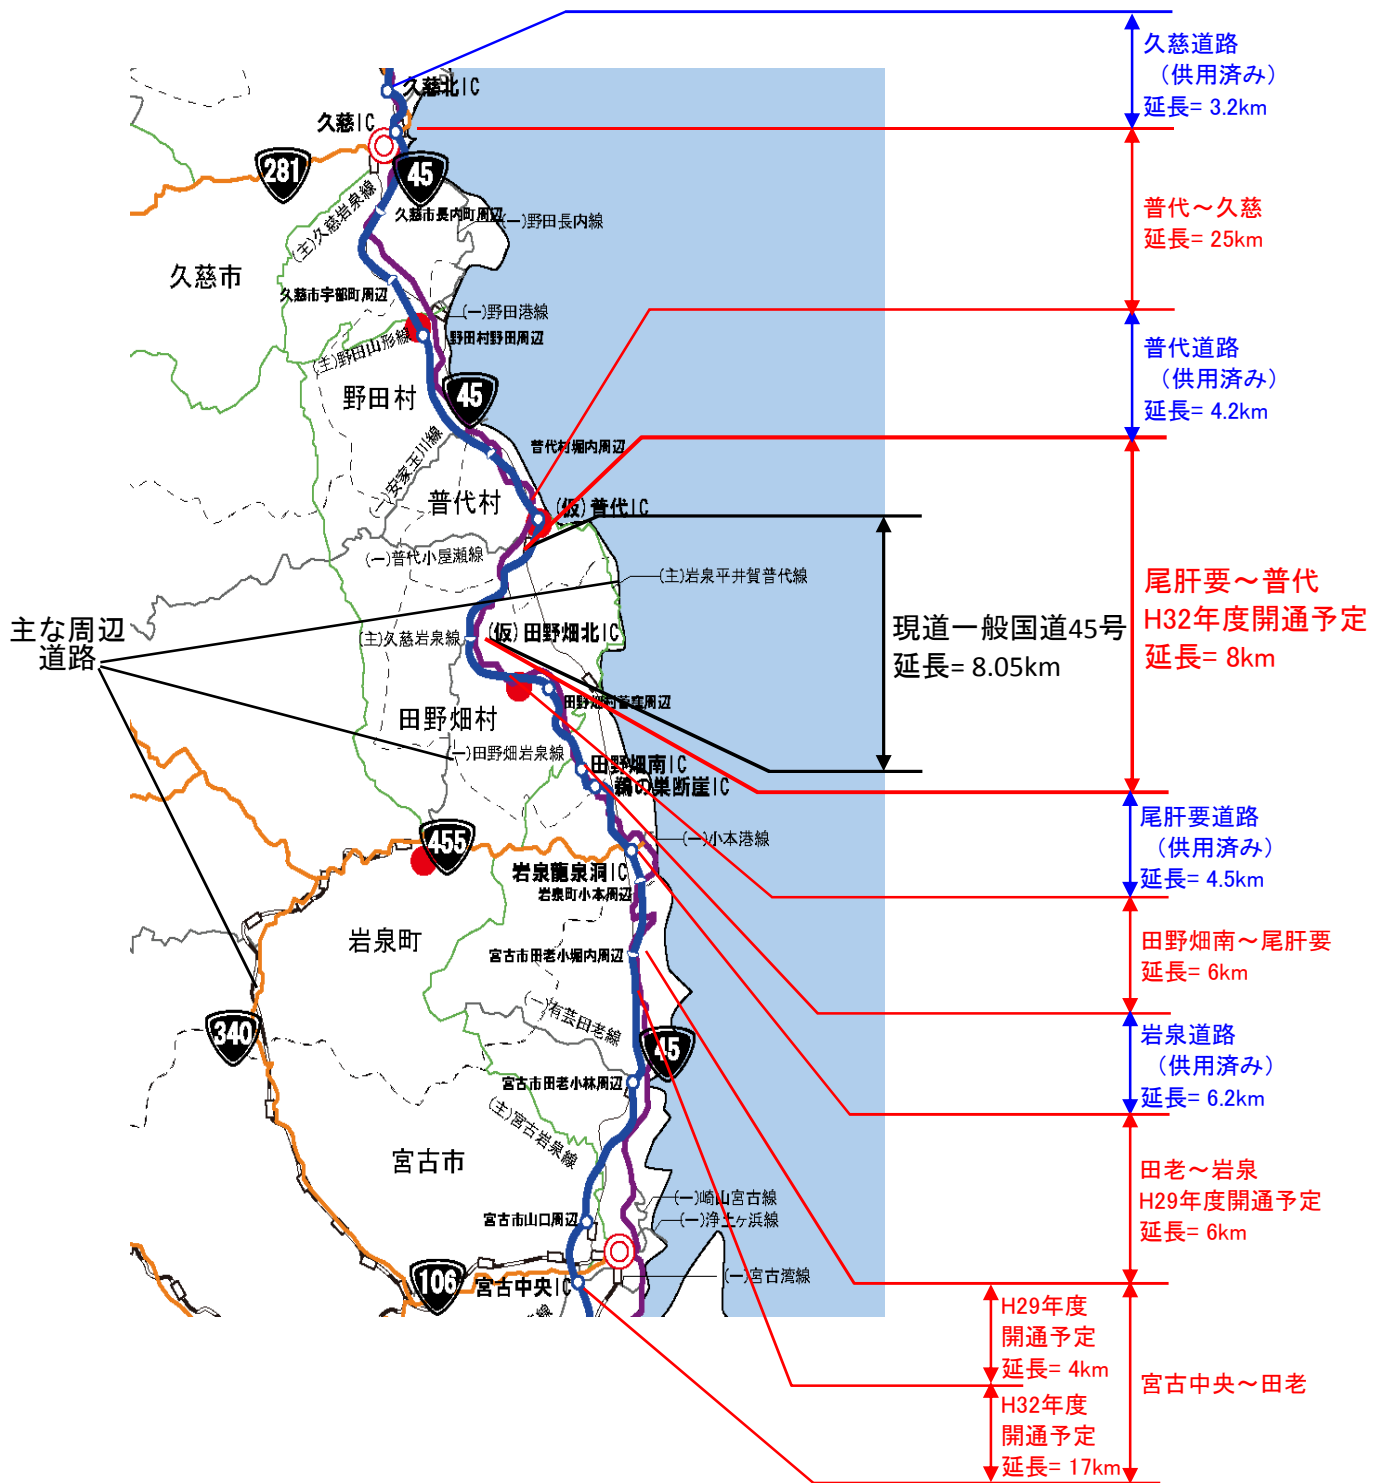 久慈道路
（供用済み）
延長= 3.2km
久慈北IC
久慈IC
281
45
普代～久慈
延長= 25km
(主)久慈岩泉線
久慈市長内町周辺
(一)野田長内線
久慈市
久慈市宇部町周辺
(一)野田港線
野田村野田周辺
(主)野田山形線
普代道路
（供用済み）
延長= 4.2km
野田村
45
普代村堀内周辺
(一)安家玉川線
普代村
(仮)普代IC
(一)普代小屋瀬線
(主)岩泉平井賀普代線
尾肝要～普代
H32年度開通予定
延長= 8km
現道一般国道45号
延長= 8.05km
主な周辺
道路
(主)久慈岩泉線
(仮)田野畑北IC
田野畑村
(一)田野畑岩泉線
田野畑南IC
鵜の巣断崖IC
尾肝要道路
（供用済み）
延長= 4.5km
455
(一)小本港線
岩泉龍泉洞IC
岩泉町小本周辺
岩泉町
宮古市田老小堀内周辺
田野畑南～尾肝要
延長= 6km
(一)有芸田老線
340
45
岩泉道路
（供用済み）
延長= 6.2km
宮古市田老小林周辺
(主)宮古岩泉線
宮古市
田老～岩泉
H29年度開通予定
延長= 6km
(一)崎山宮古線
宮古市山口周辺
(一)浄土ヶ浜線
106
宮古中央IC
(一)宮古湾線
線
H29年度
開通予定
延長= 4km
宮古中央～田老
H32年度
開通予定
延長= 17km